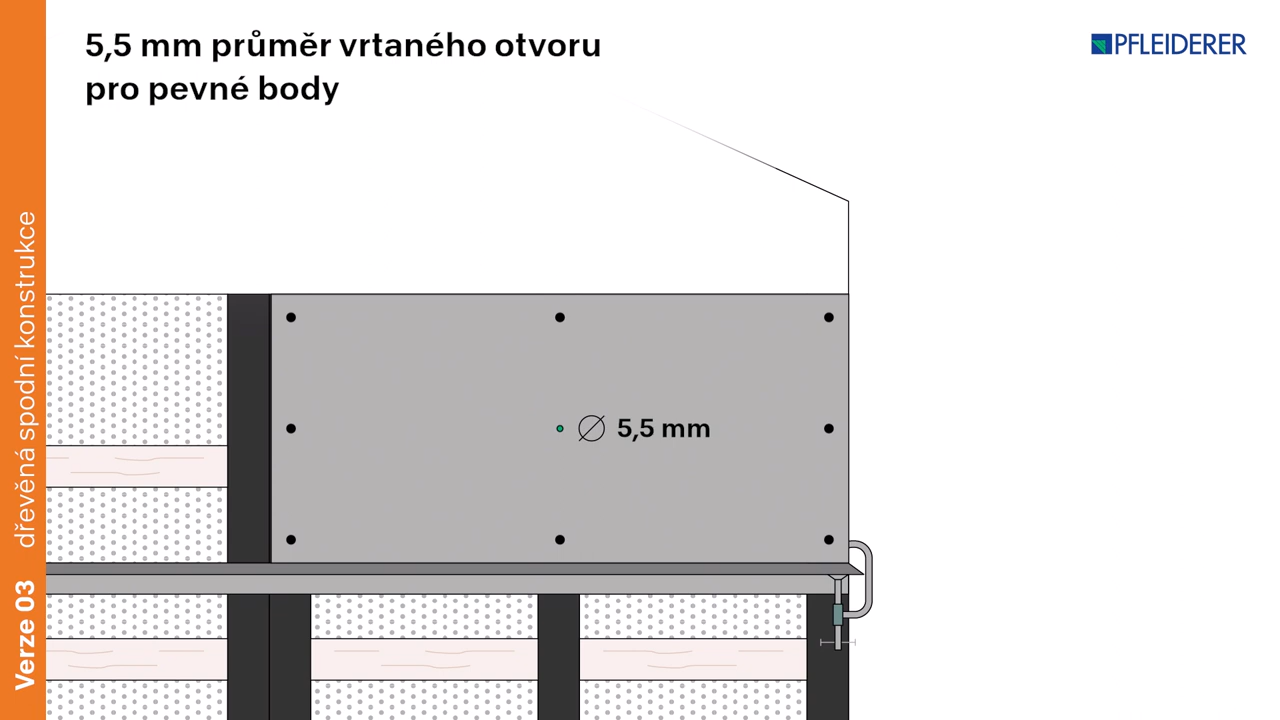 5,5 mm průměr vrtaného otvoru
pro pevné body
PFLEIDERER
Verze 03 dřevěná spodní konstrukce
⌀ 5,5 mm